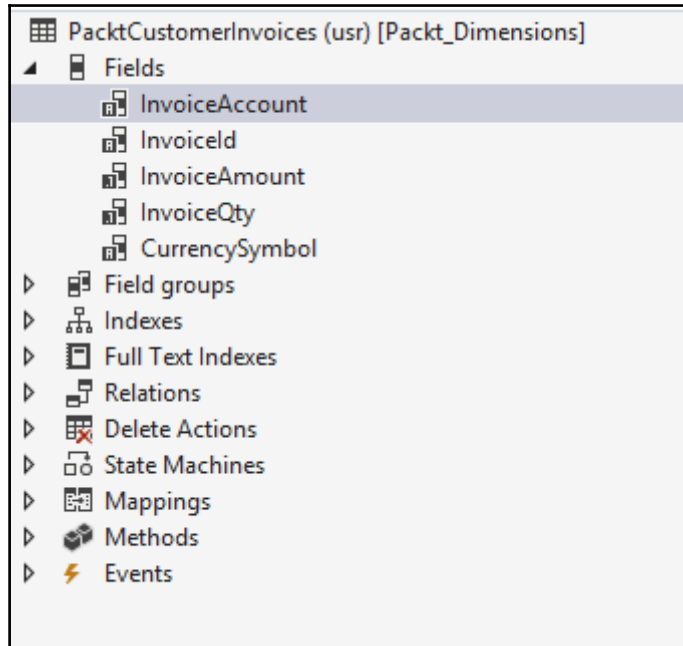 PacktCustomerInvoices (usr) [Packt_Dimensions]
Fields
InvoiceAccount
InvoiceId
InvoiceAmount
InvoiceQty
CurrencySymbol
Field groups
Indexes
Full Text Indexes
Relations
Delete Actions
State Machines
Mappings
Methods
Events